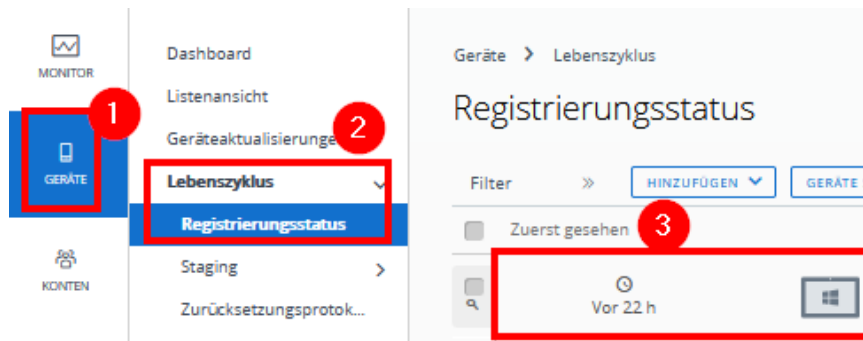 MONITOR
1
GERÄTE
KONTEN
Dashboard
Listenansicht
Geräteaktualisierunge
2
Lebenszyklus
Registrierungsstatus
Staging
Zurücksetzungsprotok...
Geräte > Lebenszyklus
Registrierungsstatus
Filter » HINZUFÜGEN GERÄTE
Zuerst gesehen 3
Vor 22 h